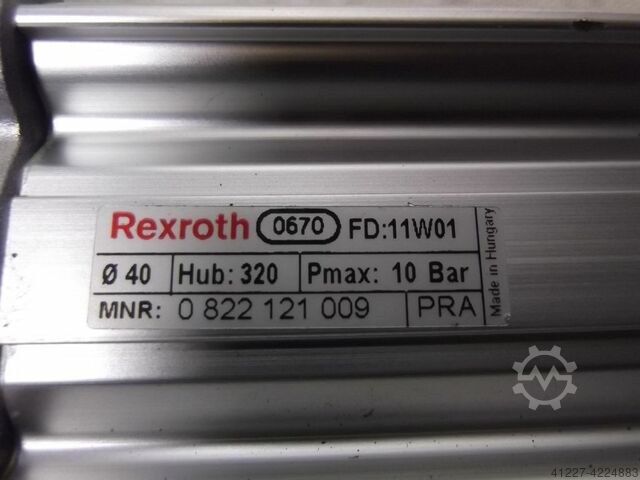 Rexroth 0670 FD:11W01
Ø 40 Hub: 320 Pmax: 10 Bar
MNR: 0 822 121 009 PRA
Made in Hungary
41227-4224883